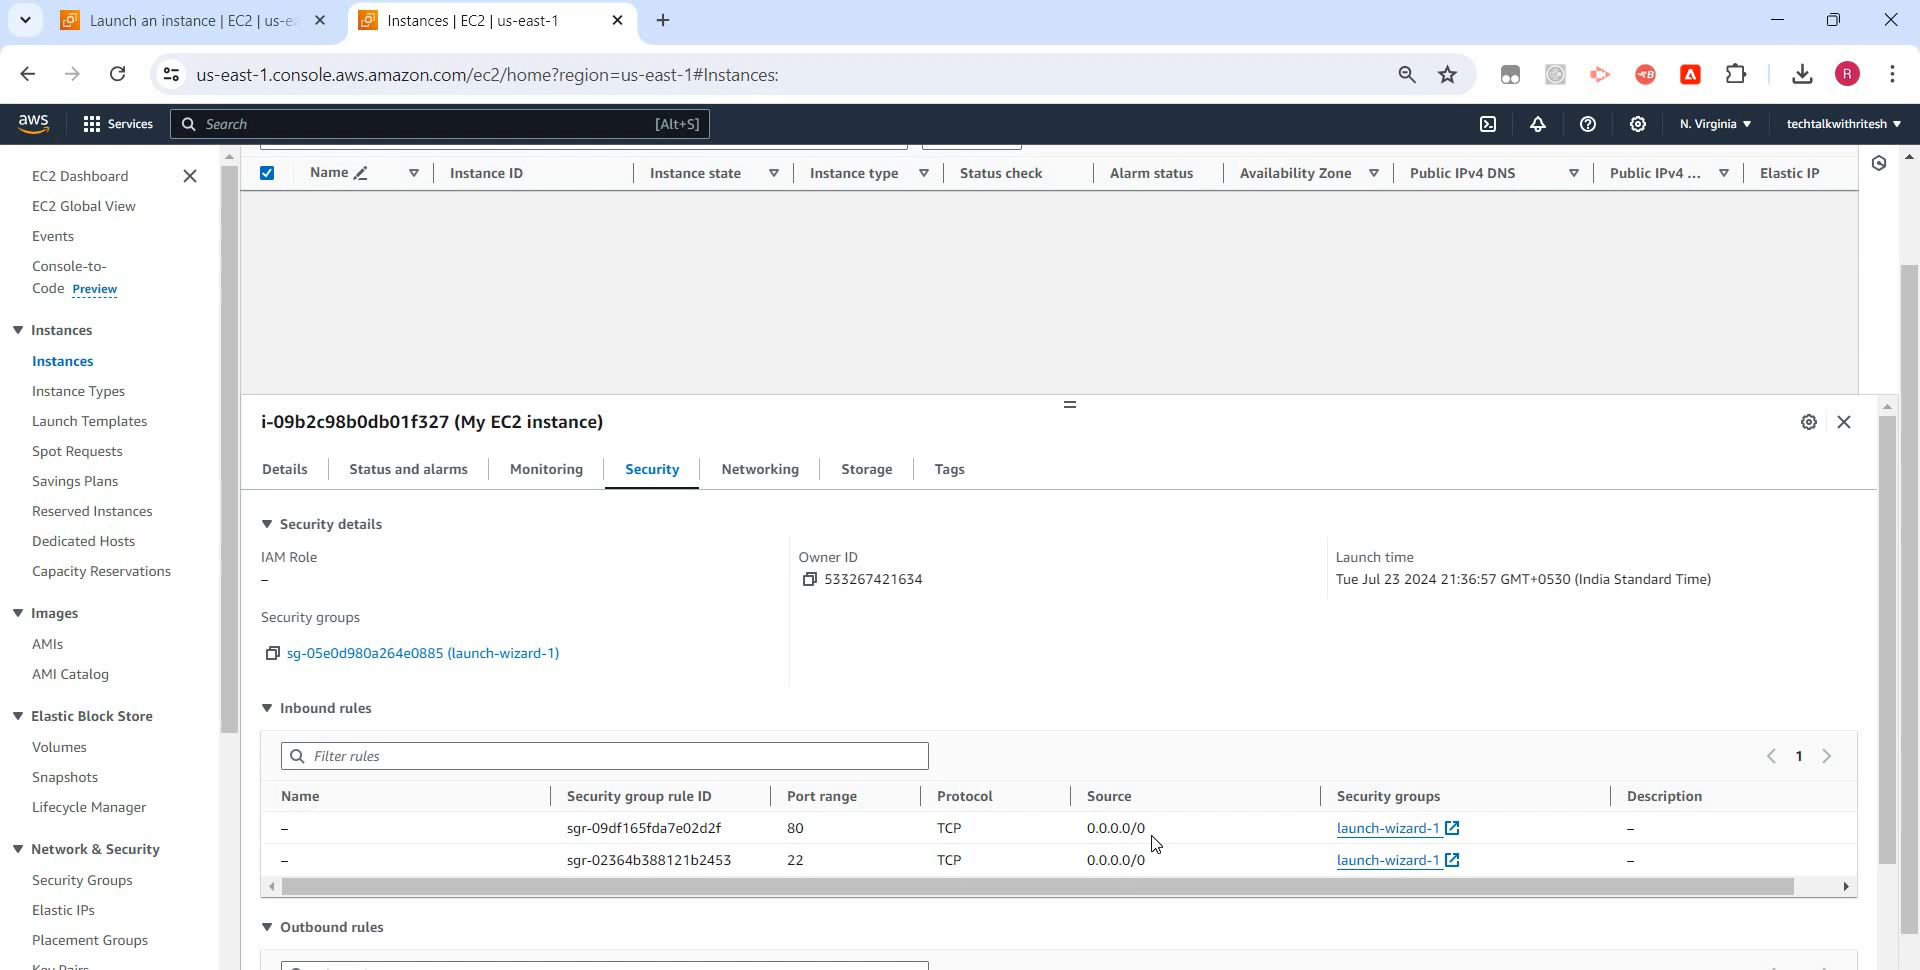 Launch an instance | EC2 | us-ea
Instances | EC2 | us-east-1
us-east-1.console.aws.amazon.com/ec2/home?region=us-east-1#Instances:
R
aws
Services
Search
[Alt+S]
N. Virginia
techtalkwithritesh
EC2 Dashboard
EC2 Global View
Events
Console-to-
Code Preview
Instances
Instances
Instance Types
Launch Templates
Spot Requests
Savings Plans
Reserved Instances
Dedicated Hosts
Capacity Reservations
Images
AMIs
AMI Catalog
Elastic Block Store
Volumes
Snapshots
Lifecycle Manager
Network & Security
Security Groups
Elastic IPs
Placement Groups
Key Pairs
Name Instance ID Instance state Instance type Status check Alarm status Availability Zone Public IPv4 DNS Public IPv4 ... Elastic IP
i-09b2c98b0db01f327 (My EC2 instance)
Details Status and alarms Monitoring Security Networking Storage Tags
Security details
IAM Role Owner ID Launch time
– 533267421634 Tue Jul 23 2024 21:36:57 GMT+0530 (India Standard Time)
Security groups
sg-05e0d980a264e0885 (launch-wizard-1)
Inbound rules
Filter rules
1
Name Security group rule ID Port range Protocol Source Security groups Description
– sgr-09df165fda7e02d2f 80 TCP 0.0.0.0/0 launch-wizard-1 –
– sgr-02364b388121b2453 22 TCP 0.0.0.0/0 launch-wizard-1 –
Outbound rules